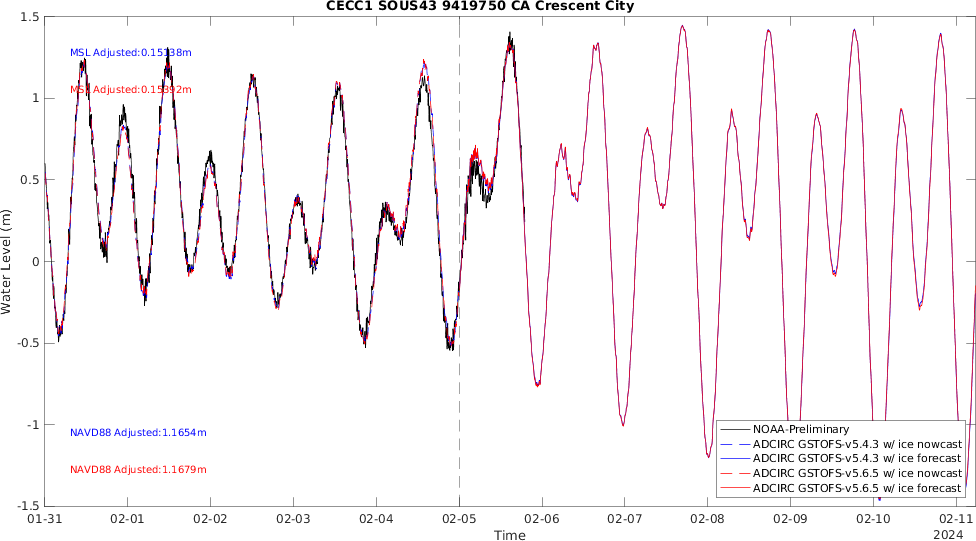 CECC1 SOUS43 9419750 CA Crescent City
1.5
1
0.5
0
-0.5
-1
-1.5
Water Level (m)
MSL Adjusted:0.15138m
MSL Adjusted:0.15392m
NAVD88 Adjusted:1.1654m
NAVD88 Adjusted:1.1679m
NOAA-Preliminary
ADCIRC GSTOFS-v5.4.3 w/ ice nowcast
ADCIRC GSTOFS-v5.4.3 w/ ice forecast
ADCIRC GSTOFS-v5.6.5 w/ ice nowcast
ADCIRC GSTOFS-v5.6.5 w/ ice forecast
01-31 02-01 02-02 02-03 02-04 02-05 02-06 02-07 02-08 02-09 02-10 02-11
Time
2024